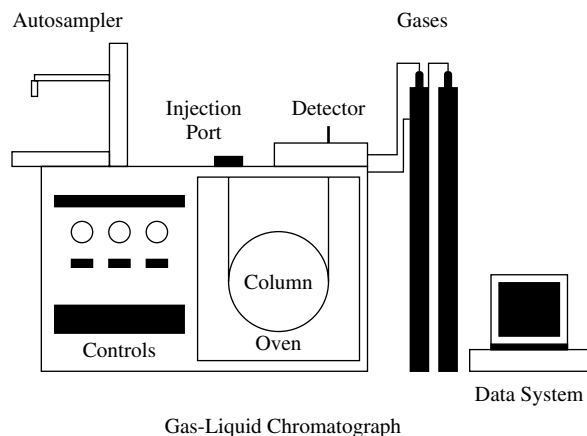 Autosampler
Gases
Injection
Port
Detector
Column
Oven
Controls
Data System
Gas-Liquid Chromatograph